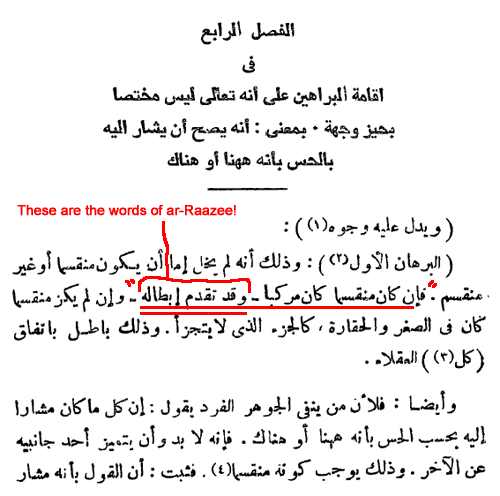 الفصل الرابع
فى
اقامة البراهين على أنه تعالى ليس مختصا
بحيز وجهة . بمعنى : أنه يصح أن يشار اليه
بالحس بأنه ههنا أو هناك
These are the words of ar-Raazee!
( ويدل عليه وجوه(١) ) :
( البرهان الأول(٢) ) : وذلك أنه لم يخل إما أن يكون منقسما أو غير
منقسم . "فإن كان منقسما كان مركبا ــ وقد تقدم إبطاله" ــ وإن لم يكن منقسما
كان فى الصغر والحقارة ، كالجزء الذى لا يتجزأ . وذلك باطل باتفاق
( كل(٣) ) العقلاء .
وأيضا : فلأن من ينفى الجوهر الفرد يقول : إن كل ما كان مشارا
إليه بحسب الحس بأنه ههنا أو هناك . فإنه لا بد وأن يتميز أحد جانبيه
عن الآخر . وذلك يوجب كونه منقسما(٤) . فثبت : أن القول بأنه مشار